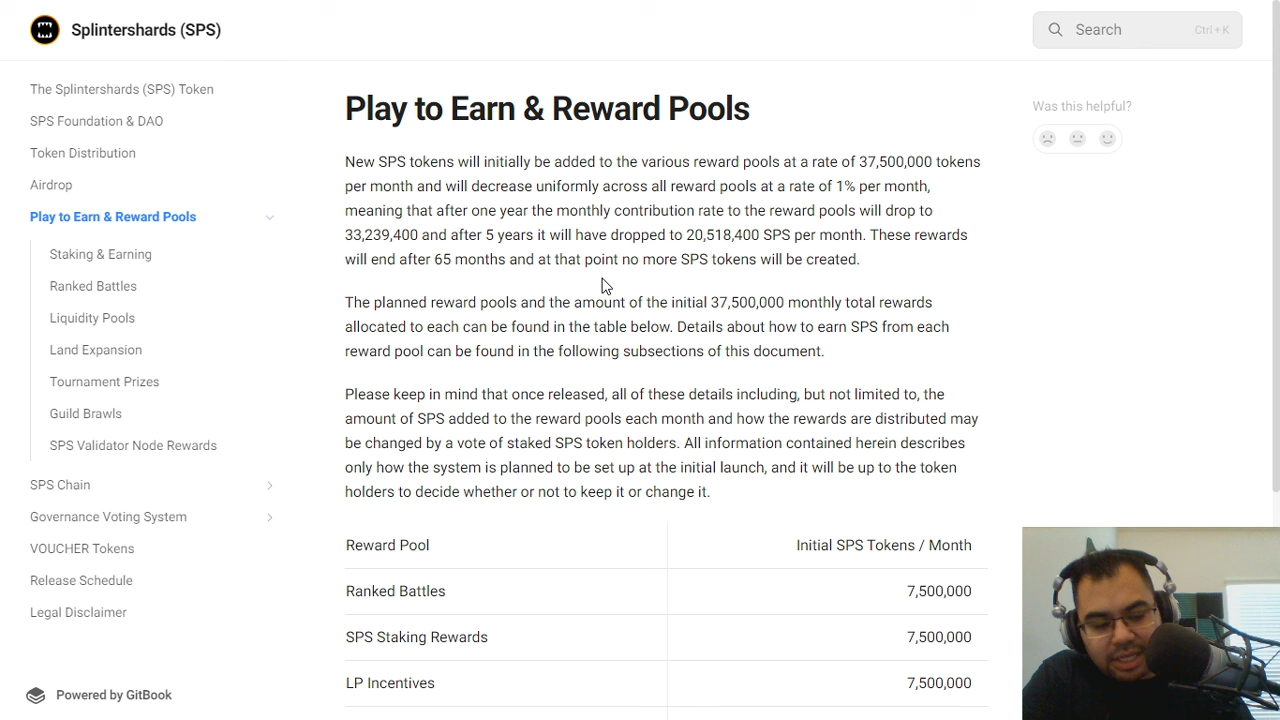 Splintershards (SPS)
Search
Ctrl + K
The Splintershards (SPS) Token
SPS Foundation & DAO
Token Distribution
Airdrop
Play to Earn & Reward Pools
Staking & Earning
Ranked Battles
Liquidity Pools
Land Expansion
Tournament Prizes
Guild Brawls
SPS Validator Node Rewards
SPS Chain
Governance Voting System
VOUCHER Tokens
Release Schedule
Legal Disclaimer
Powered by GitBook
Play to Earn & Reward Pools
New SPS tokens will initially be added to the various reward pools at a rate of 37,500,000 tokens
per month and will decrease uniformly across all reward pools at a rate of 1% per month,
meaning that after one year the monthly contribution rate to the reward pools will drop to
33,239,400 and after 5 years it will have dropped to 20,518,400 SPS per month. These rewards
will end after 65 months and at that point no more SPS tokens will be created.
The planned reward pools and the amount of the initial 37,500,000 monthly total rewards
allocated to each can be found in the table below. Details about how to earn SPS from each
reward pool can be found in the following subsections of this document.
Please keep in mind that once released, all of these details including, but not limited to, the
amount of SPS added to the reward pools each month and how the rewards are distributed may
be changed by a vote of staked SPS token holders. All information contained herein describes
only how the system is planned to be set up at the initial launch, and it will be up to the token
holders to decide whether or not to keep it or change it.
Reward Pool Initial SPS Tokens / Month
Ranked Battles 7,500,000
SPS Staking Rewards 7,500,000
LP Incentives 7,500,000
Was this helpful?